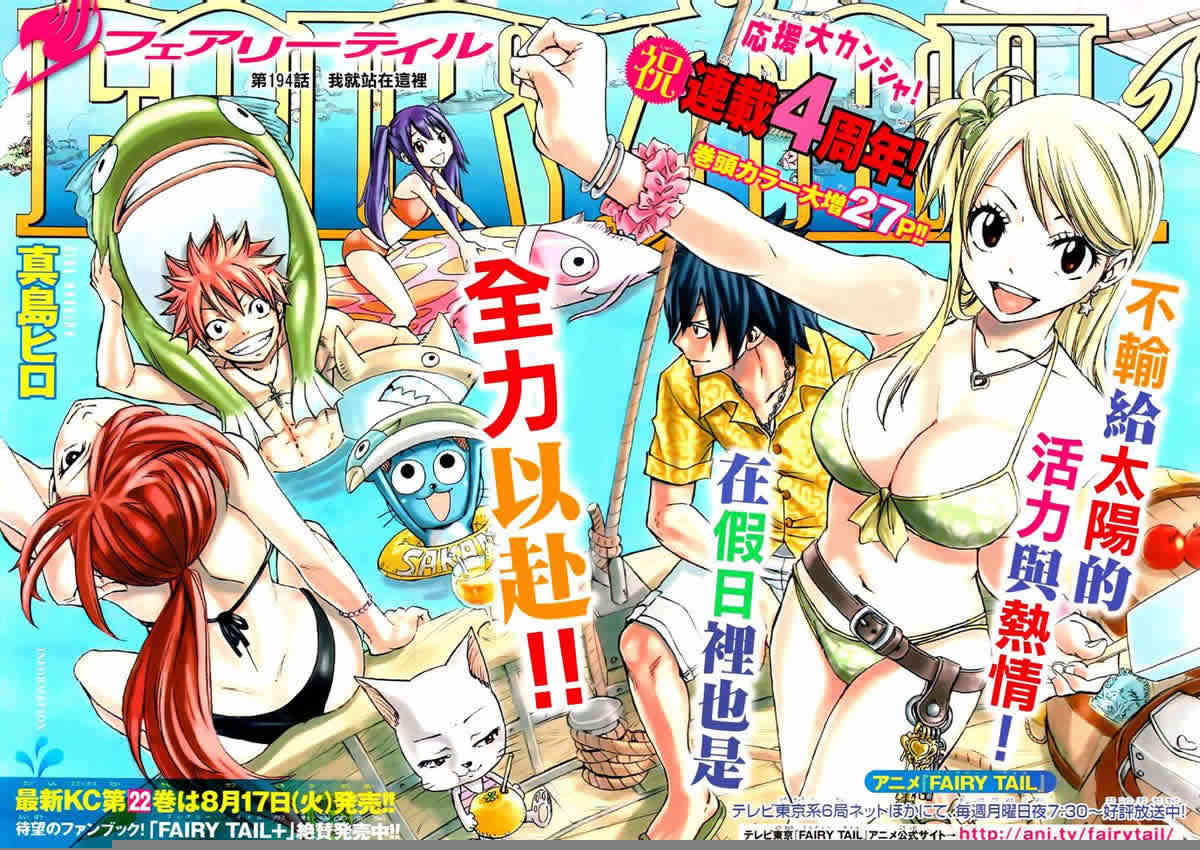 フェアリーテイル
第194話 我就站在這裡
FAIRY TAIL
応援大カンシャ!
祝
連載4周年!
巻頭カラー大増27P!!
真島ヒロ
不輸給太陽的
活力與熱情!
在假日裡也是
全力以赴!!
SAKANA
INFORMATION
最新KC第22巻は8月17日(火)発売!!
待望のファンブック!「FAIRY TAIL+」絶賛発売中!!
アニメ『FAIRY TAIL』
テレビ東京系6局ネットほかにて、毎週月曜日夜7:30〜好評放送中!
テレビ東京「FAIRY TAIL」アニメ公式サイト→http://ani.tv/fairytail/